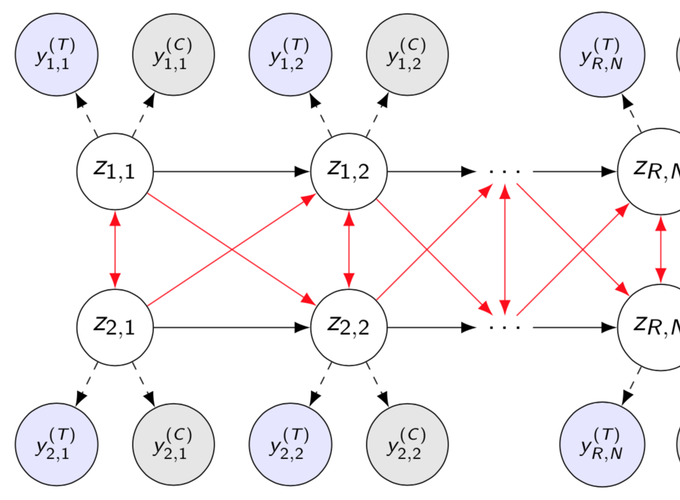 y_{1,1}^{(T)} y_{1,1}^{(C)} y_{1,2}^{(T)} y_{1,2}^{(C)} y_{R,N}^{(T)}
z_{1,1} z_{1,2} ··· z_{R,N}
z_{2,1} z_{2,2} ··· z_{R,N}
y_{2,1}^{(T)} y_{2,1}^{(C)} y_{2,2}^{(T)} y_{2,2}^{(C)} y_{R,N}^{(T)}